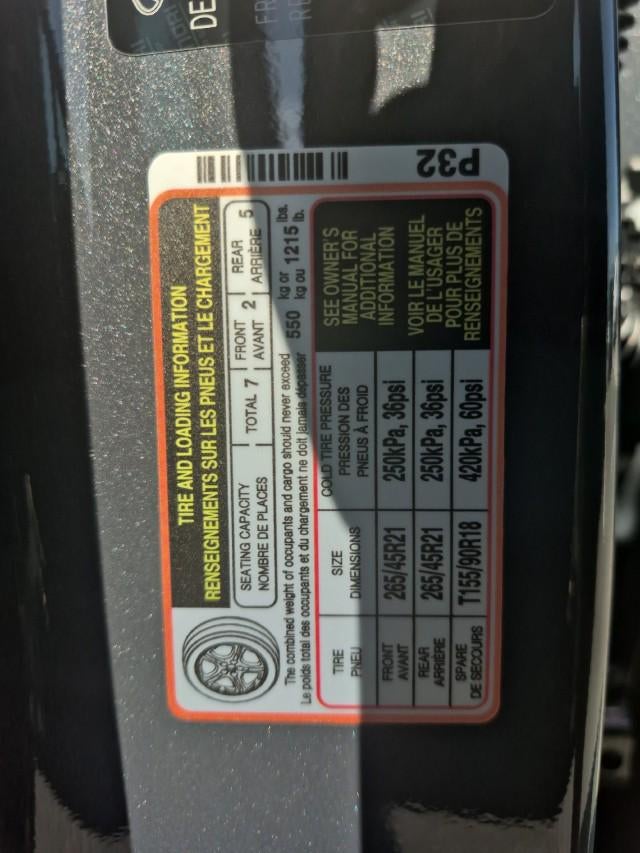 DE
FR
RE
P32
TIRE AND LOADING INFORMATION
RENSEIGNEMENTS SUR LES PNEUS ET LE CHARGEMENT
SEATING CAPACITY
NOMBRE DE PLACES
TOTAL 7
FRONT
AVANT
2
REAR
ARRIÈRE
5
The combined weight of occupants and cargo should never exceed
Le poids total des occupants et du chargement ne doit jamais dépasser
550
kg or
kg ou
1215
lbs.
lb.
TIRE
PNEU
SIZE
DIMENSIONS
COLD TIRE PRESSURE
PRESSION DES
PNEUS À FROID
FRONT
AVANT
265/45R21
250kPa, 36psi
REAR
ARRIÈRE
265/45R21
250kPa, 36psi
SPARE
DE SECOURS
T155/90R18
420kPa, 60psi
SEE OWNER'S
MANUAL FOR
ADDITIONAL
INFORMATION
VOIR LE MANUEL
DE L'USAGER
POUR PLUS DE
RENSEIGNEMENTS